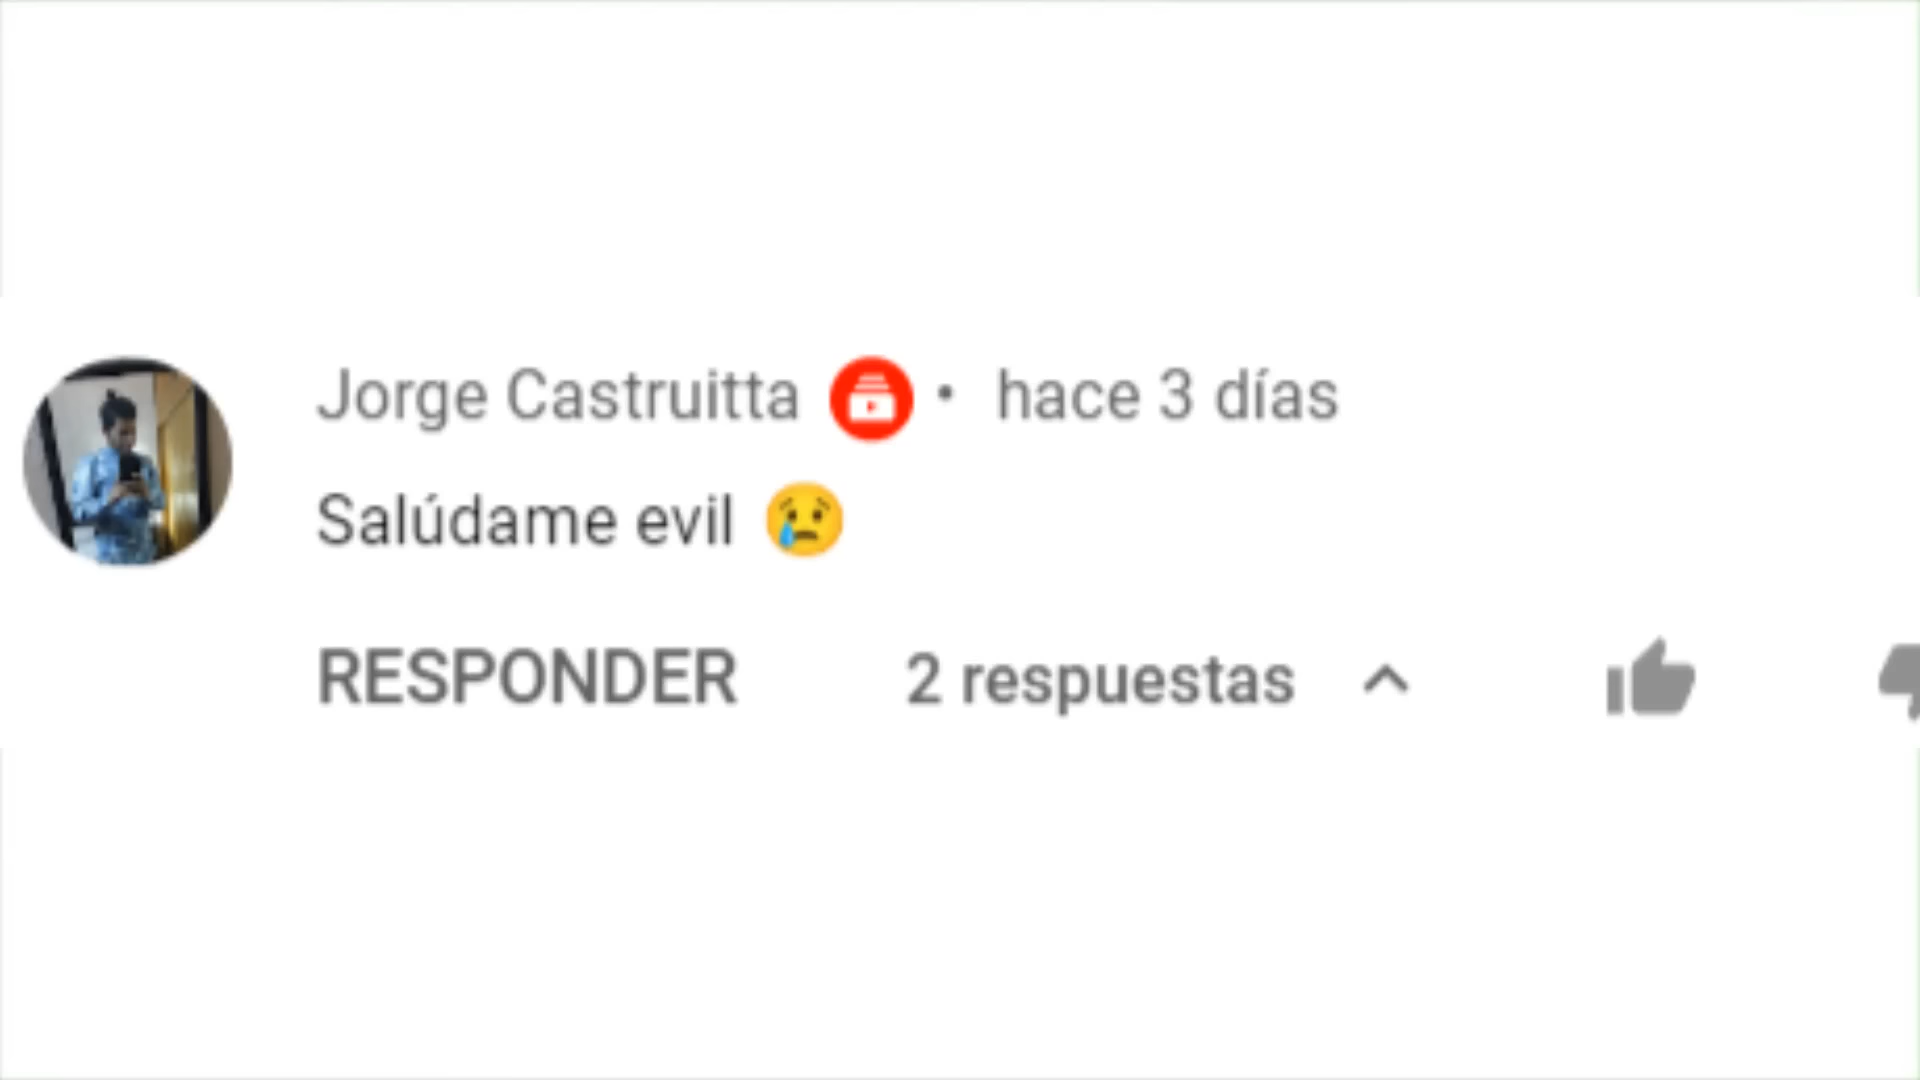 Jorge Castruitta • hace 3 días
Salúdame evil 😢
RESPONDER 2 respuestas